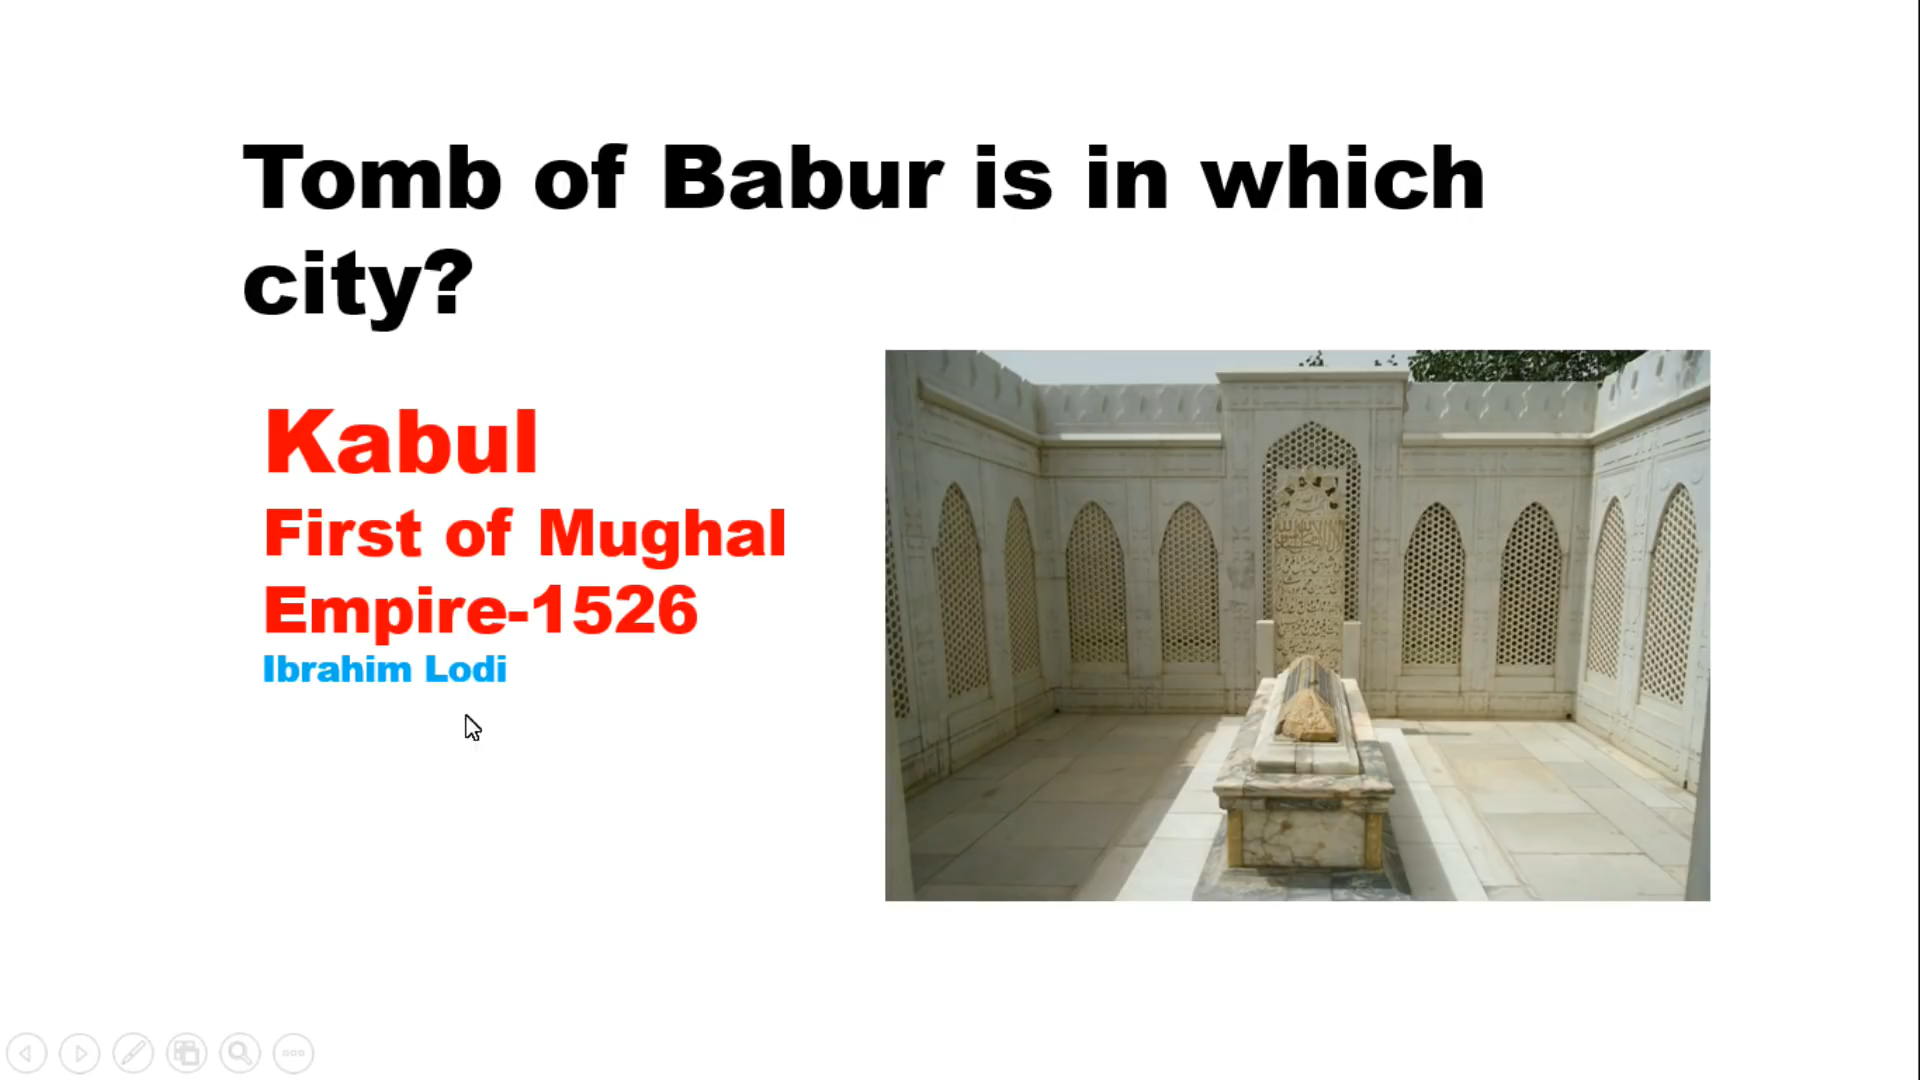 Tomb of Babur is in which
city?
Kabul
First of Mughal
Empire-1526
Ibrahim Lodi